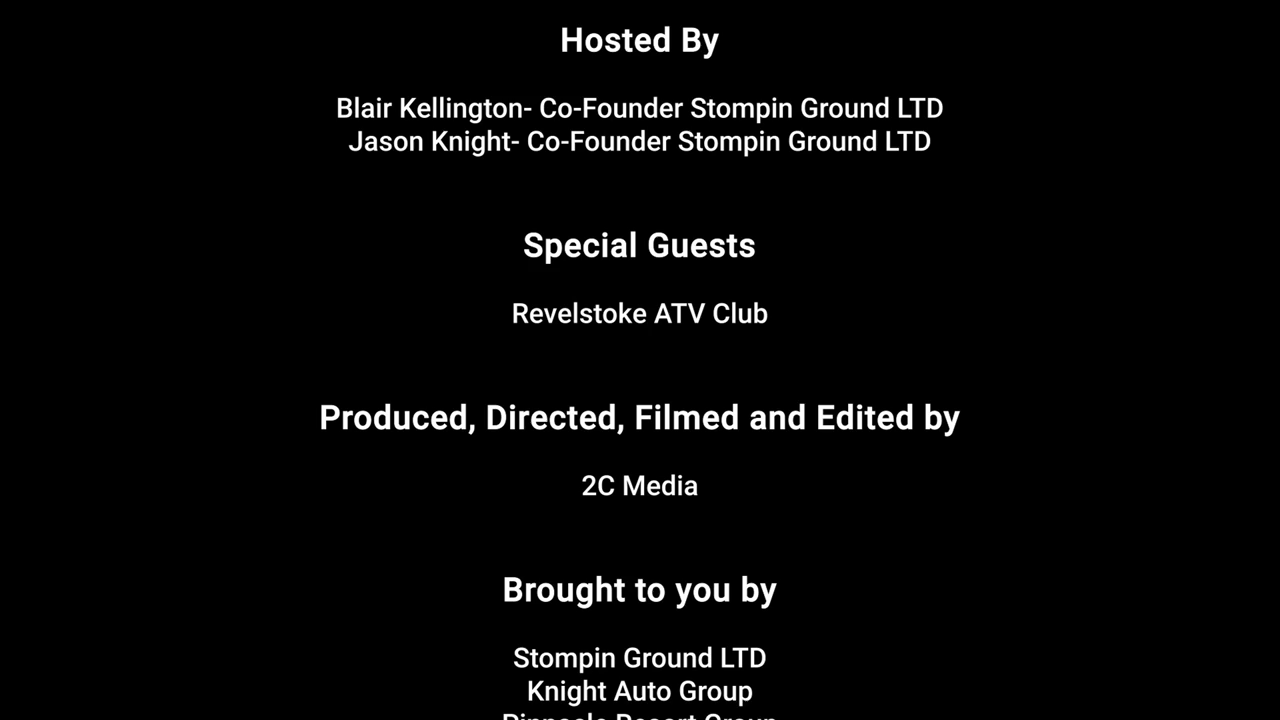 Hosted By
Blair Kellington- Co-Founder Stompin Ground LTD
Jason Knight- Co-Founder Stompin Ground LTD
Special Guests
Revelstoke ATV Club
Produced, Directed, Filmed and Edited by
2C Media
Brought to you by
Stompin Ground LTD
Knight Auto Group